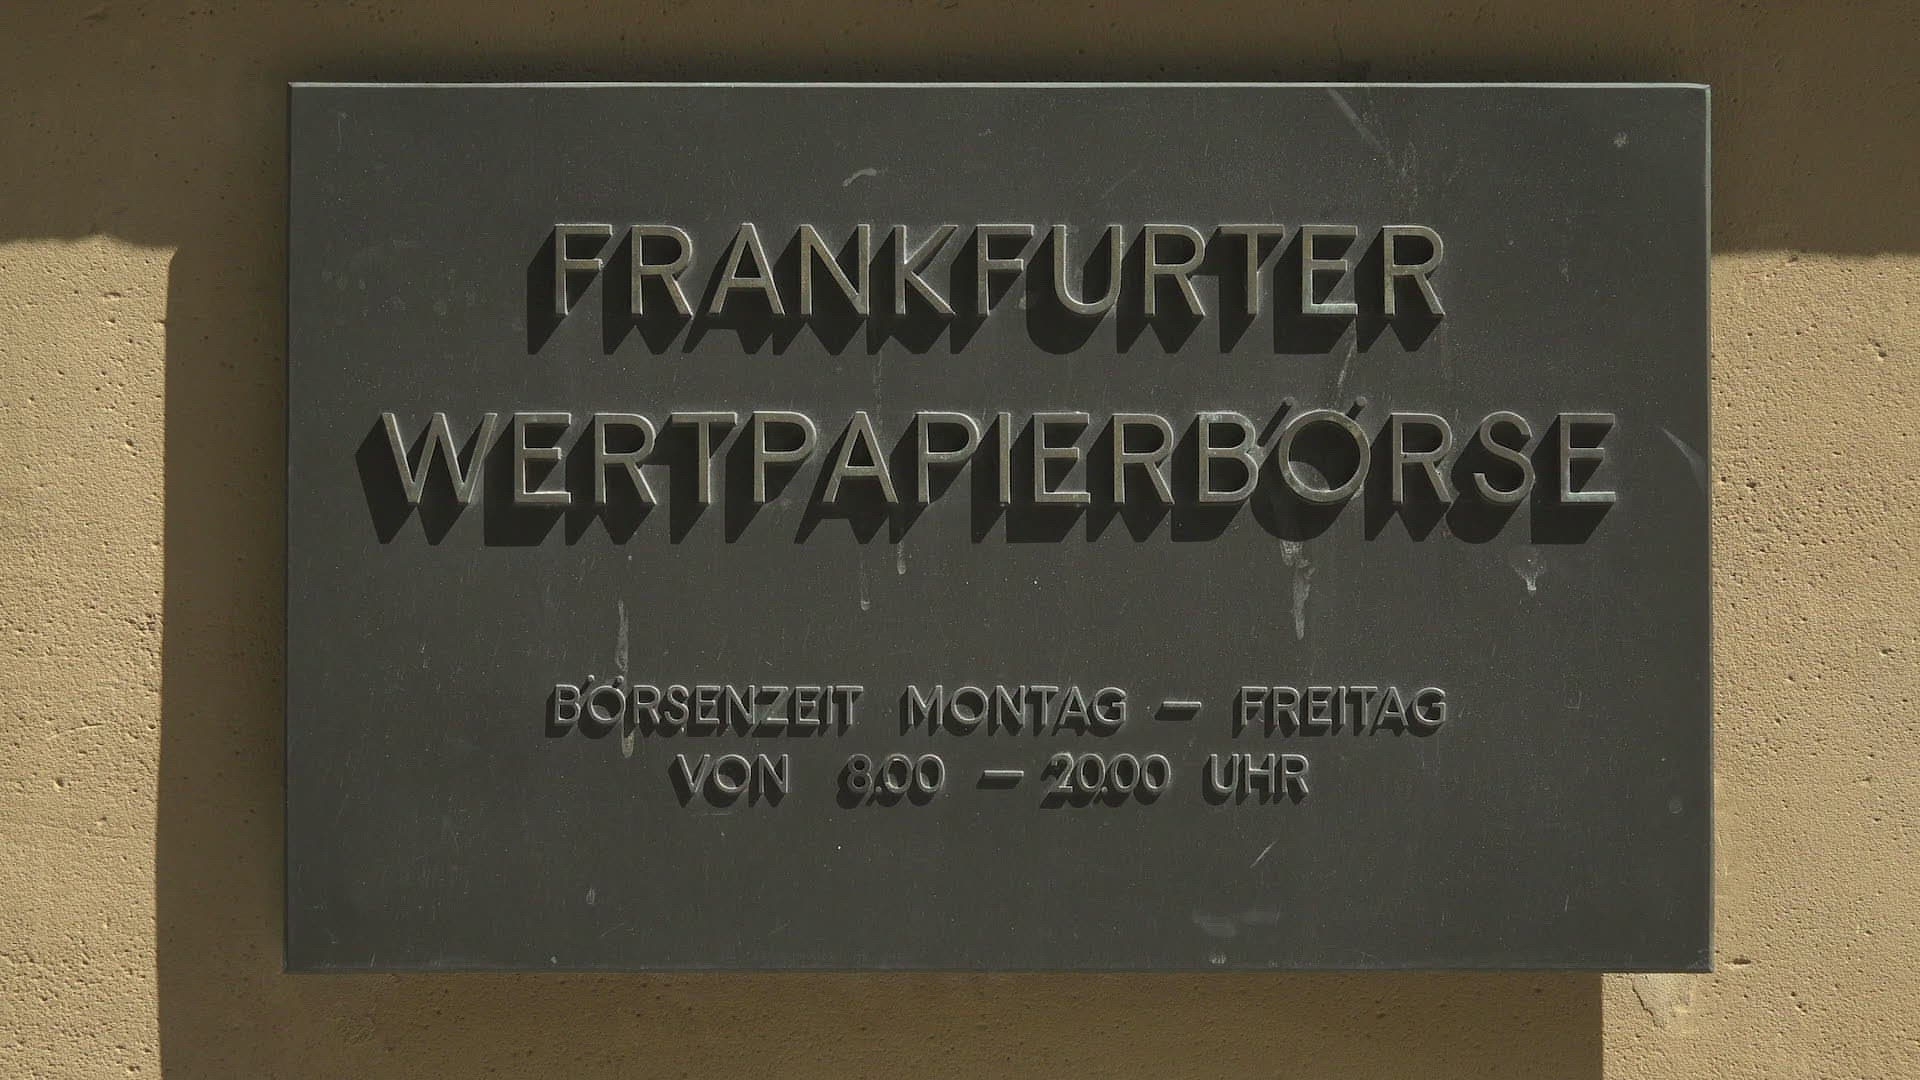 FRANKFURTER
WERTPAPIERBÖRSE
BÖRSENZEIT MONTAG – FREITAG
VON 8.00 – 20.00 UHR